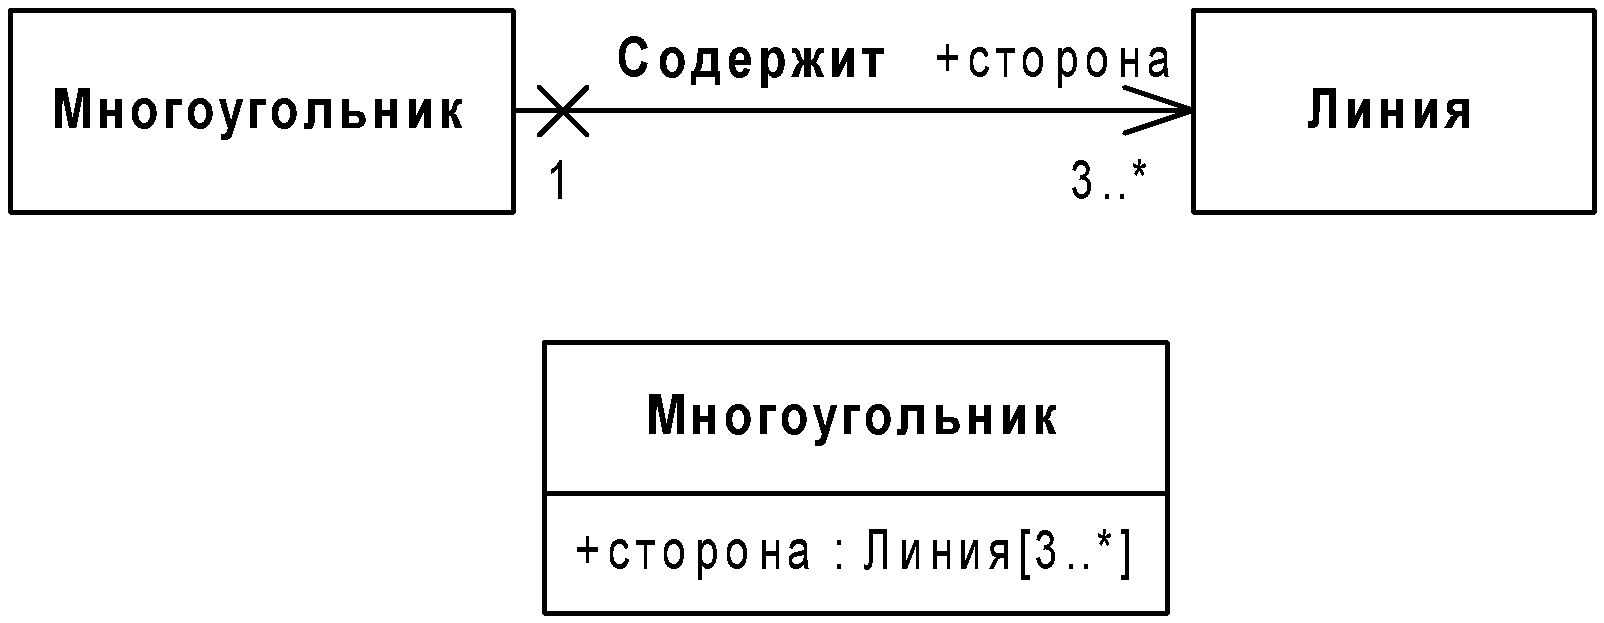 Содержит +сторона
Многоугольник Линия
1 3..*
Многоугольник
+сторона : Линия[3..*]